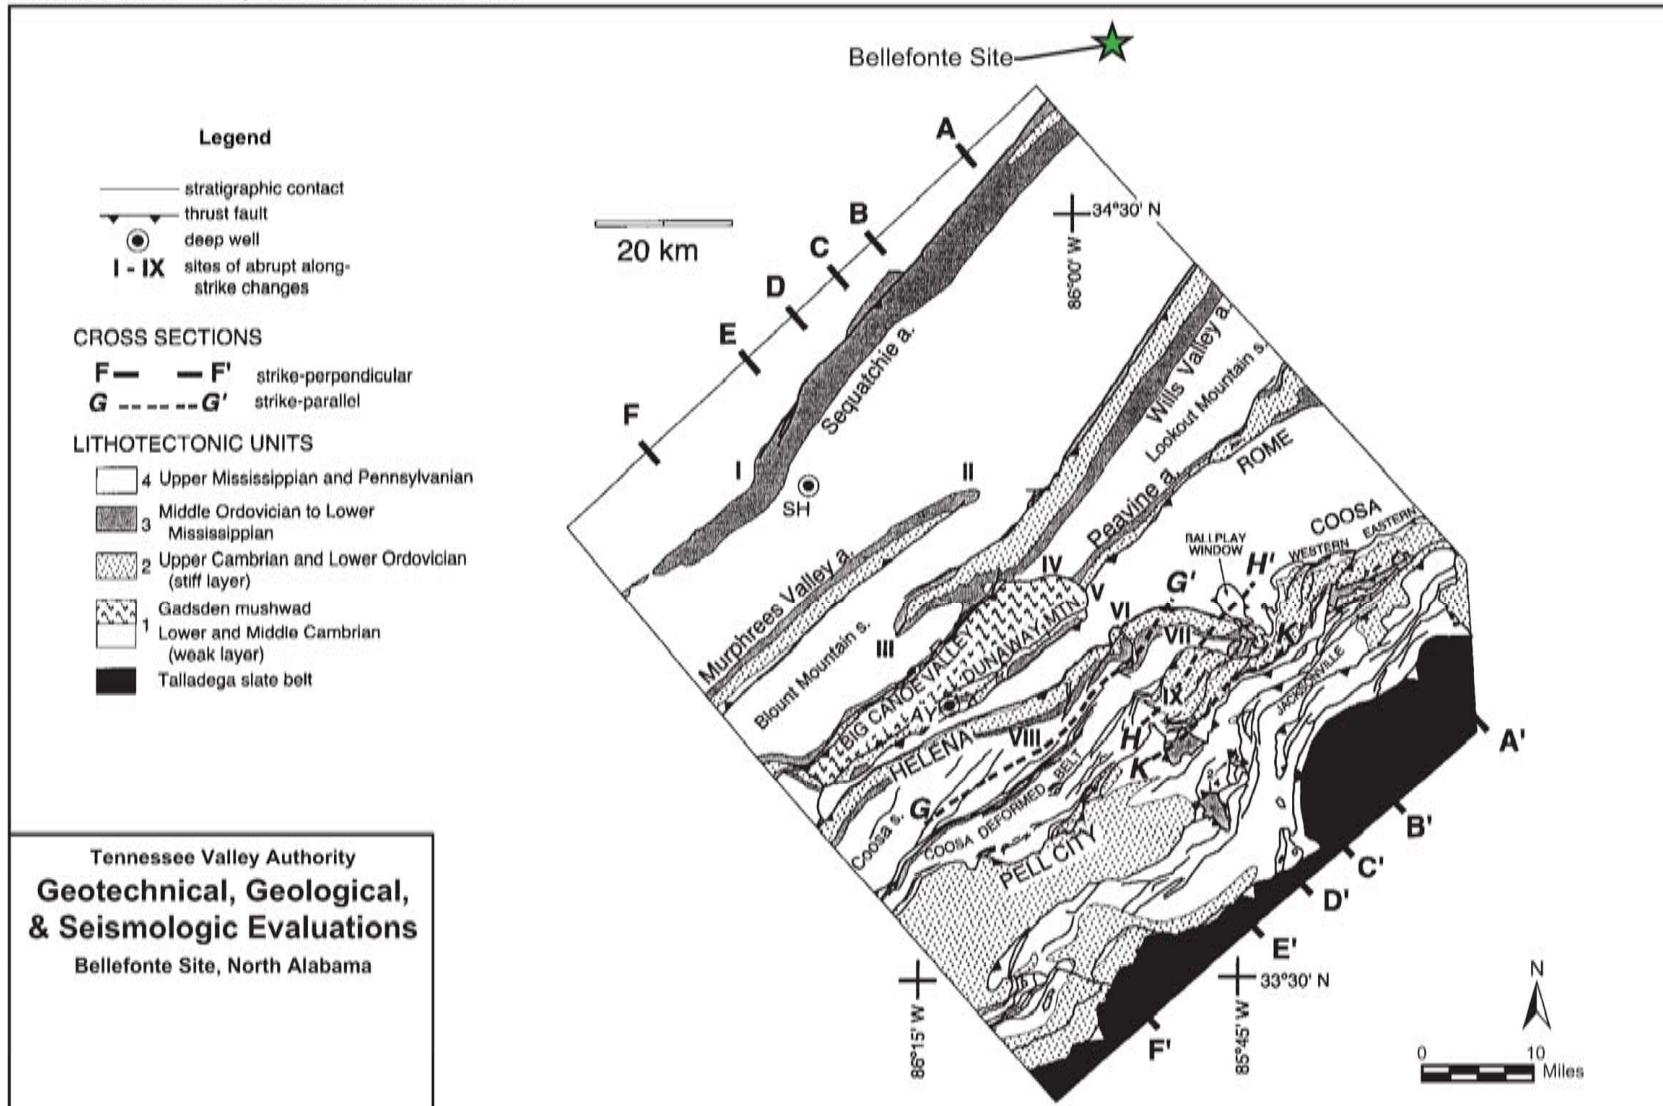 Bellefonte Site
Legend
stratigraphic contact
thrust fault
deep well
I - IX sites of abrupt along-
strike changes
CROSS SECTIONS
F F' strike-perpendicular
G G' strike-parallel
LITHOTECTONIC UNITS
4 Upper Mississippian and Pennsylvanian
3 Middle Ordovician to Lower
Mississippian
2 Upper Cambrian and Lower Ordovician
(stiff layer)
Gadsden mushwad
1
Lower and Middle Cambrian
(weak layer)
Talladega slate belt
20 km
A
B
C
D
E
F
34°30' N
86°00' W
Sequatchie a.
I
SH
II
Wills Valley a.
Lookout Mountain s.
Peavine a.
ROME
Murphrees Valley a.
Blount Mountain s.
III
IV
V
VI
VII
VIII
IX
BIG CANOE VALLEY
DUNAWAY MTN
HELENA
BALLPLAY
WINDOW
COOSA
WESTERN
EASTERN
G'
H'
K'
G
H
K
Coosa s.
COOSA DEFORMED BELT
JACKSONVILLE
PELL CITY
A'
B'
C'
D'
E'
F'
33°30' N
86°15' W
85°45' W
N
0 10
Miles
Tennessee Valley Authority
Geotechnical, Geological,
& Seismologic Evaluations
Bellefonte Site, North Alabama